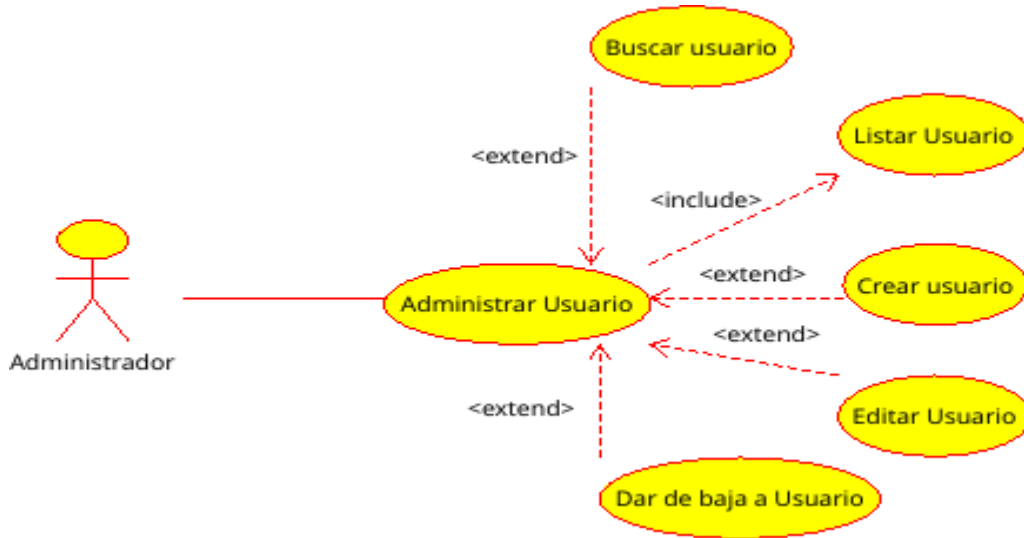 Buscar usuario
Listar Usuario
<extend>
<include>
<extend>
Crear usuario
Administrar Usuario
<extend>
Administrador
<extend>
Editar Usuario
Dar de baja a Usuario